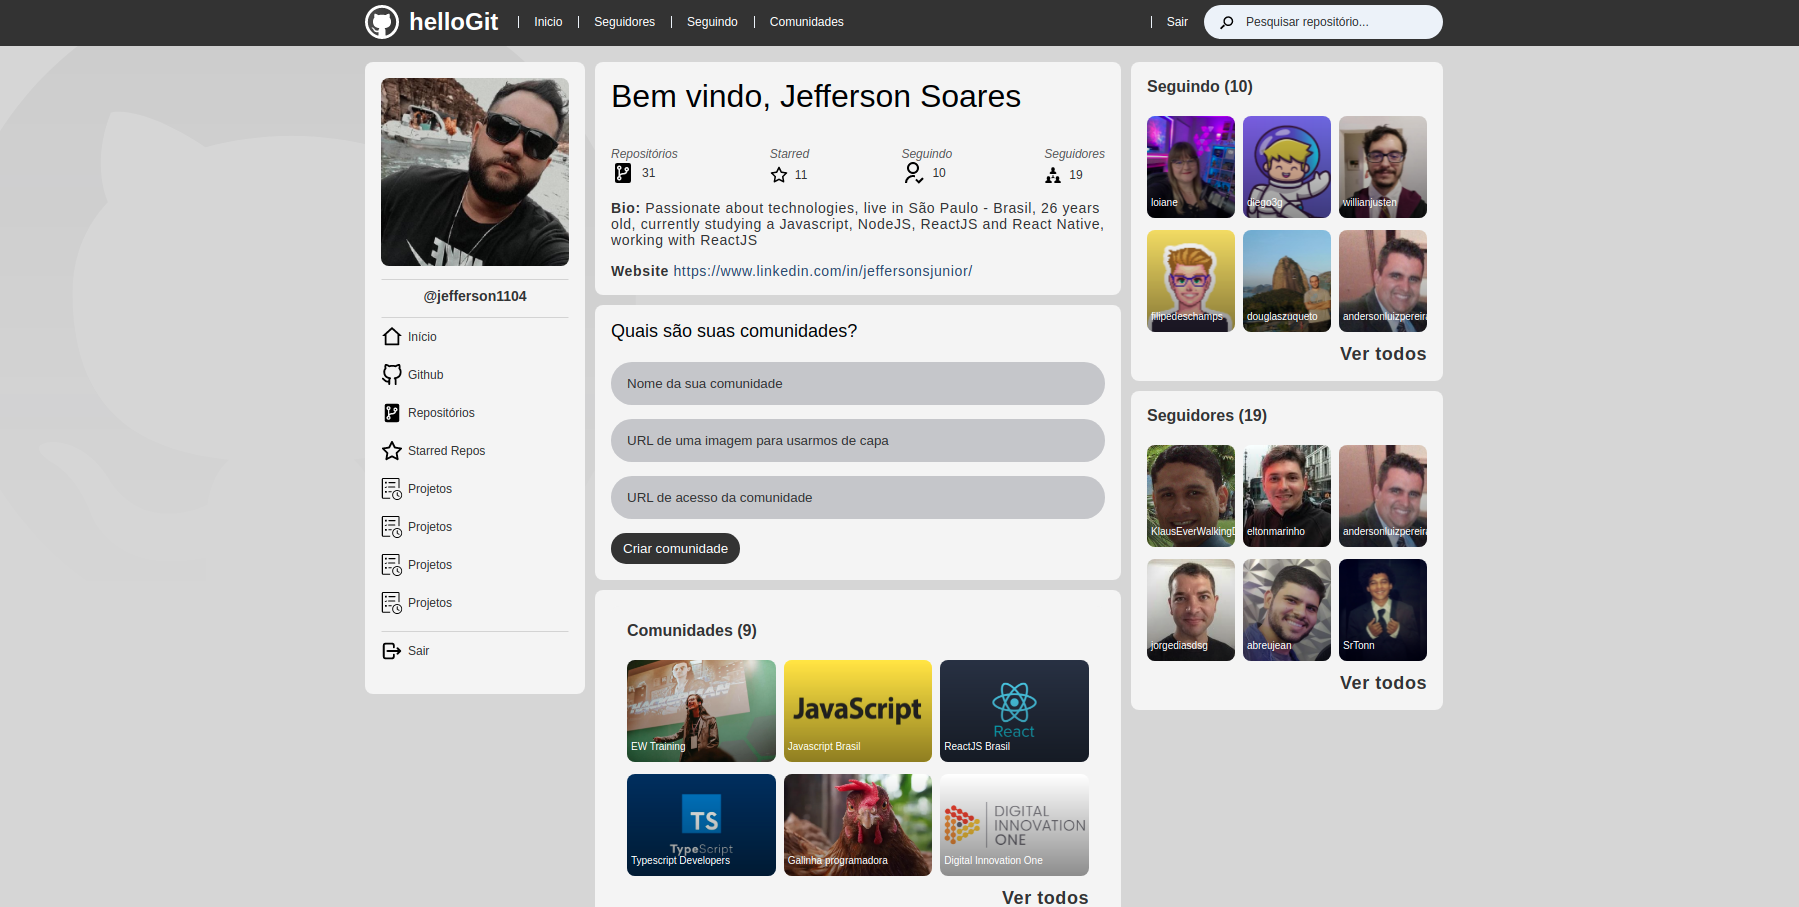 helloGit
Inicio
Seguidores
Seguindo
Comunidades
Sair
Pesquisar repositório...
@jefferson1104
Início
Github
Repositórios
Starred Repos
Projetos
Projetos
Projetos
Projetos
Sair
Bem vindo, Jefferson Soares
Repositórios
31
Starred
11
Seguindo
10
Seguidores
19
Bio: Passionate about technologies, live in São Paulo - Brasil, 26 years
old, currently studying a Javascript, NodeJS, ReactJS and React Native,
working with ReactJS
Website https://www.linkedin.com/in/jeffersonsjunior/
Quais são suas comunidades?
Nome da sua comunidade
URL de uma imagem para usarmos de capa
URL de acesso da comunidade
Criar comunidade
Comunidades (9)
EW Training
JavaScript
Javascript Brasil
React
ReactJS Brasil
TS
TypeScript
Typescript Developers
Galinha programadora
DIGITAL
INNOVATION
ONE
Digital Innovation One
Ver todos
Seguindo (10)
loiane
diego3g
willianjusten
filipedeschamps
douglaszuqueto
andersonluizpereira
Ver todos
Seguidores (19)
KlausEverWalkingD
eltonmarinho
andersonluizpereira
jorgediasdsg
abreujean
SrTonn
Ver todos